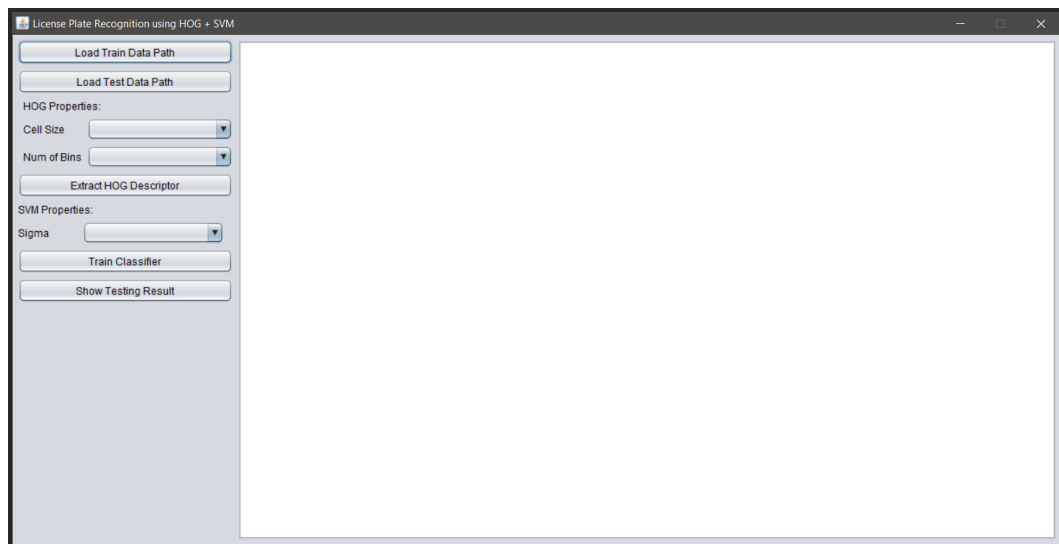 License Plate Recognition using HOG + SVM
Load Train Data Path
Load Test Data Path
HOG Properties:
Cell Size
Num of Bins
Extract HOG Descriptor
SVM Properties:
Sigma
Train Classifier
Show Testing Result